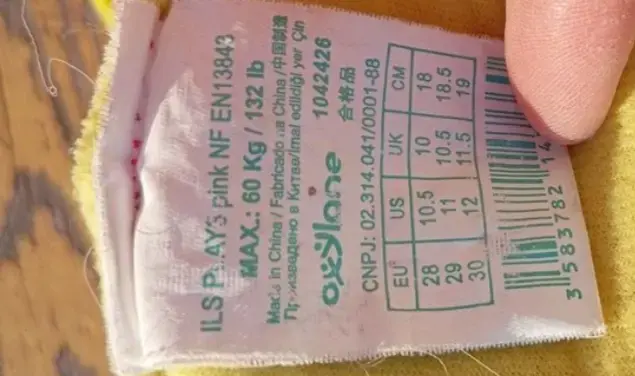 ILS PLAY3 pink NF EN13843
MAX.: 60 Kg / 132 lb
Made in China / Fabricado na China / 中国制造
Произведено в Китае/Imal edildiği yer Çin
oxylane 1042426
合格品
CNPJ: 02.314.041/0001-88
EU US UK CM
28 10.5 10 18
29 11 10.5 18.5
30 12 11.5 19
3 583782 14